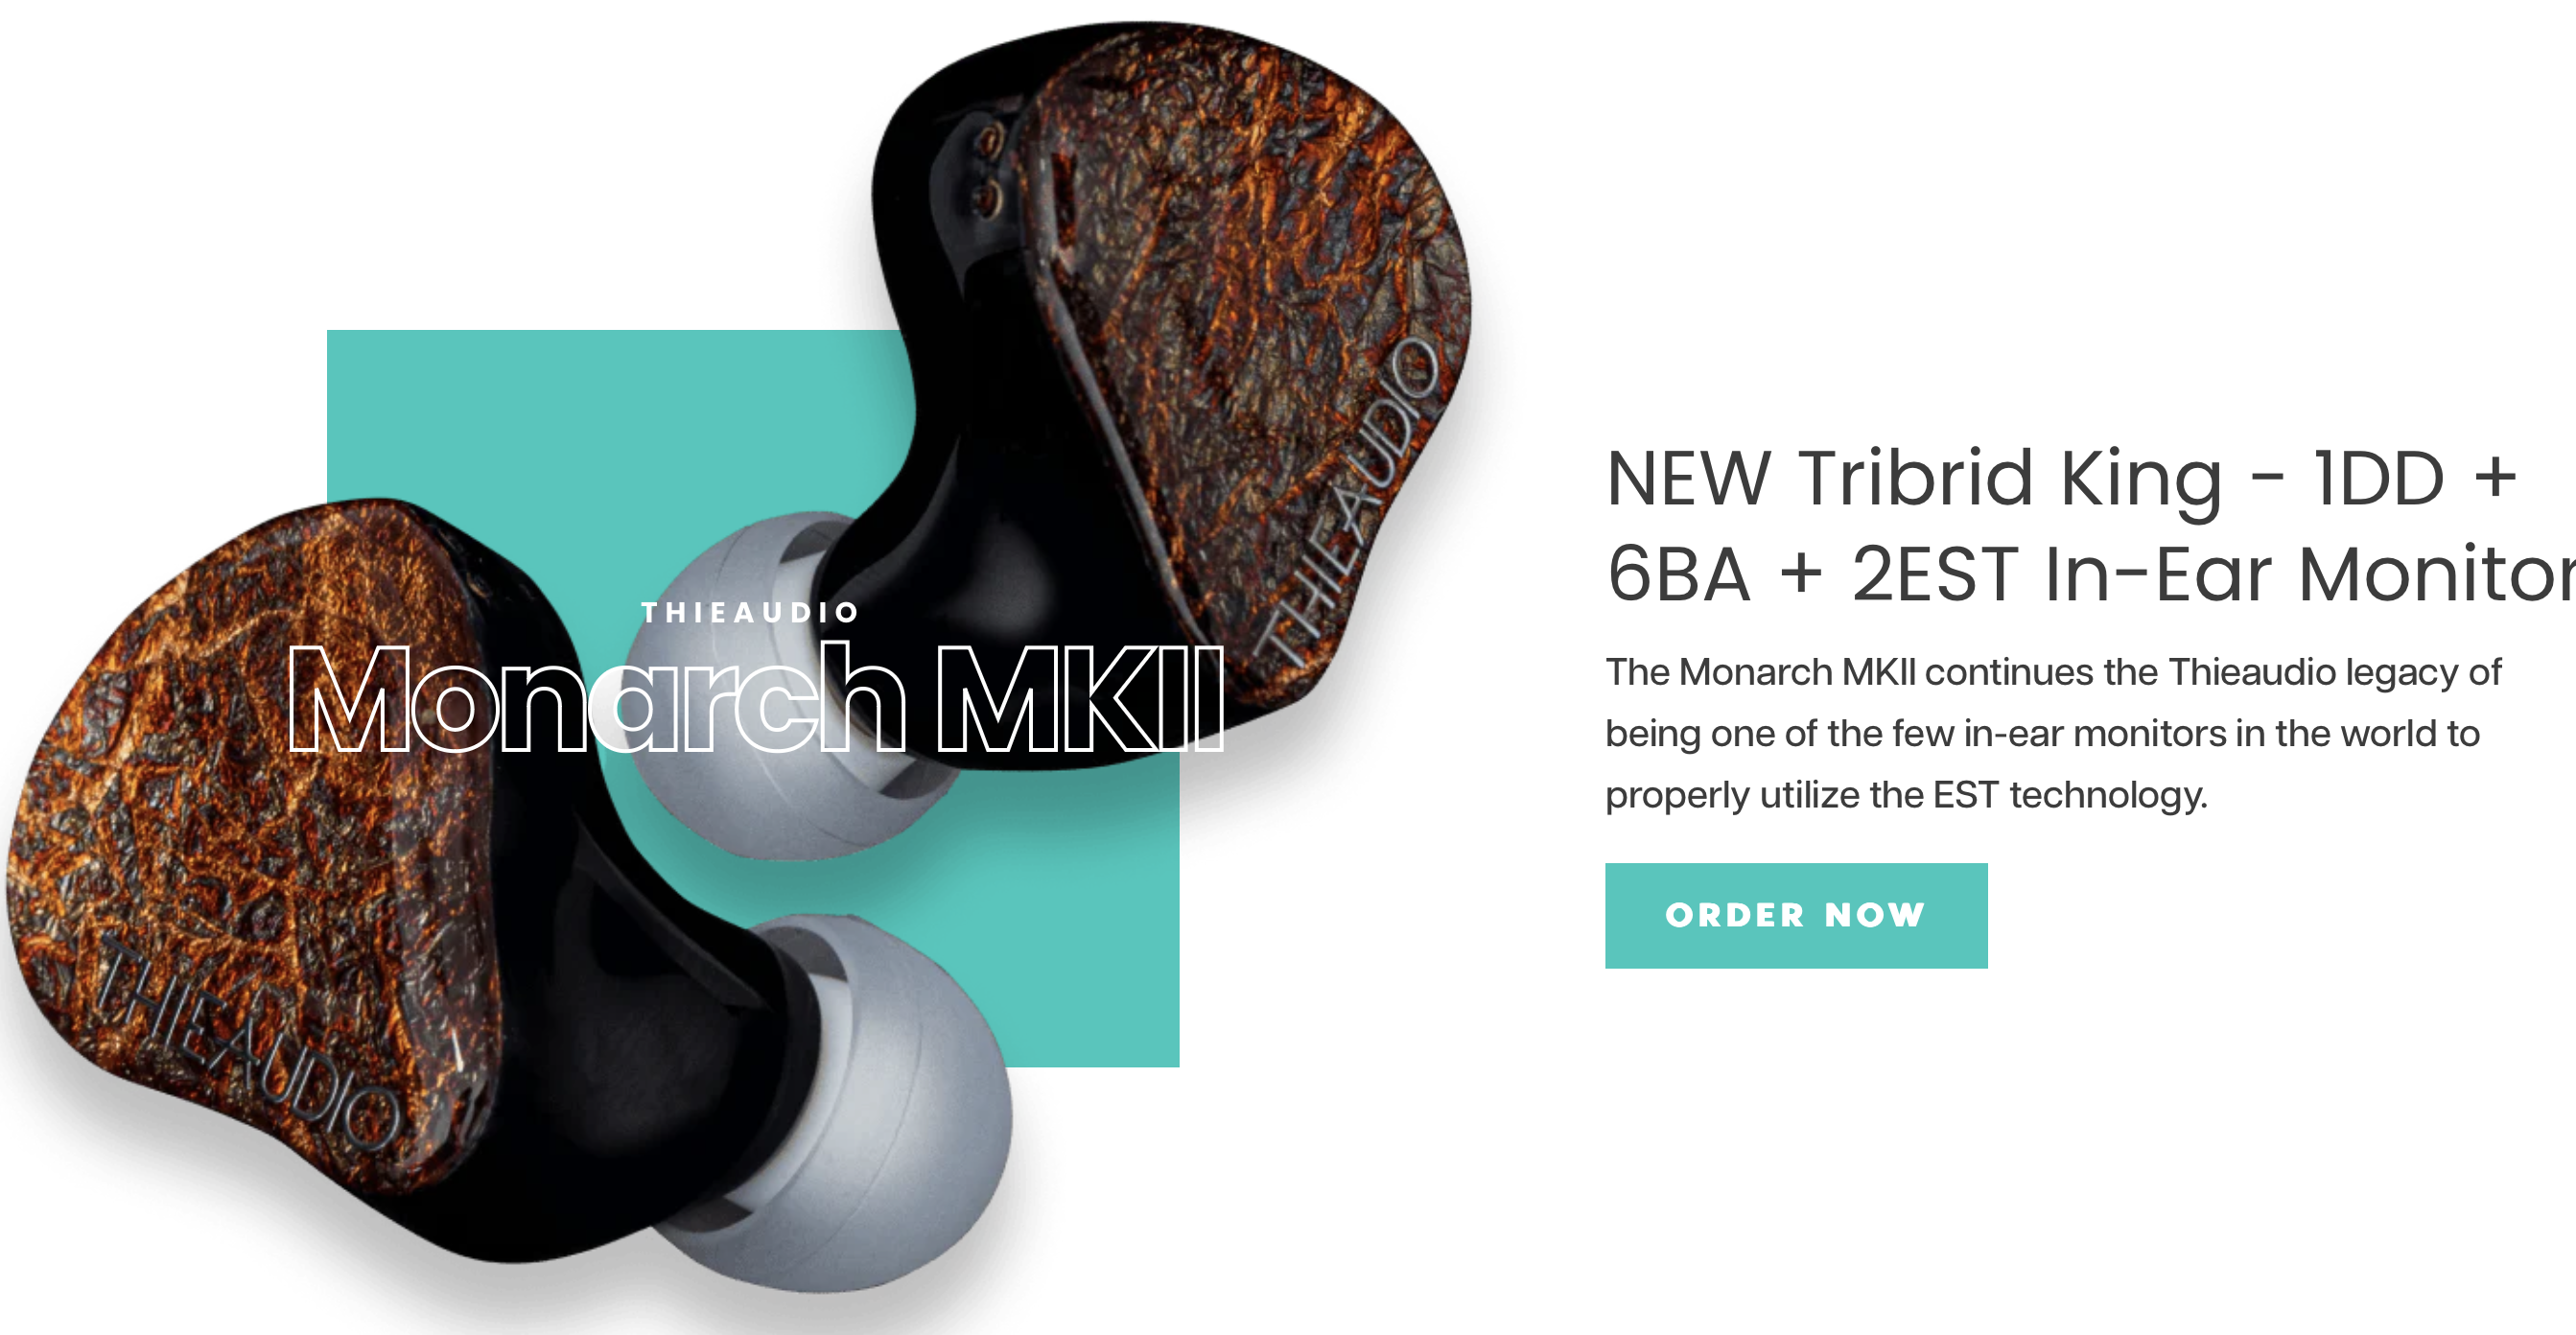 THIEAUDIO
THIEAUDIO
Monarch MKII
THIEAUDIO
NEW Tribrid King - 1DD +
6BA + 2EST In-Ear Monitor
The Monarch MKII continues the Thieaudio legacy of
being one of the few in-ear monitors in the world to
properly utilize the EST technology.
ORDER NOW